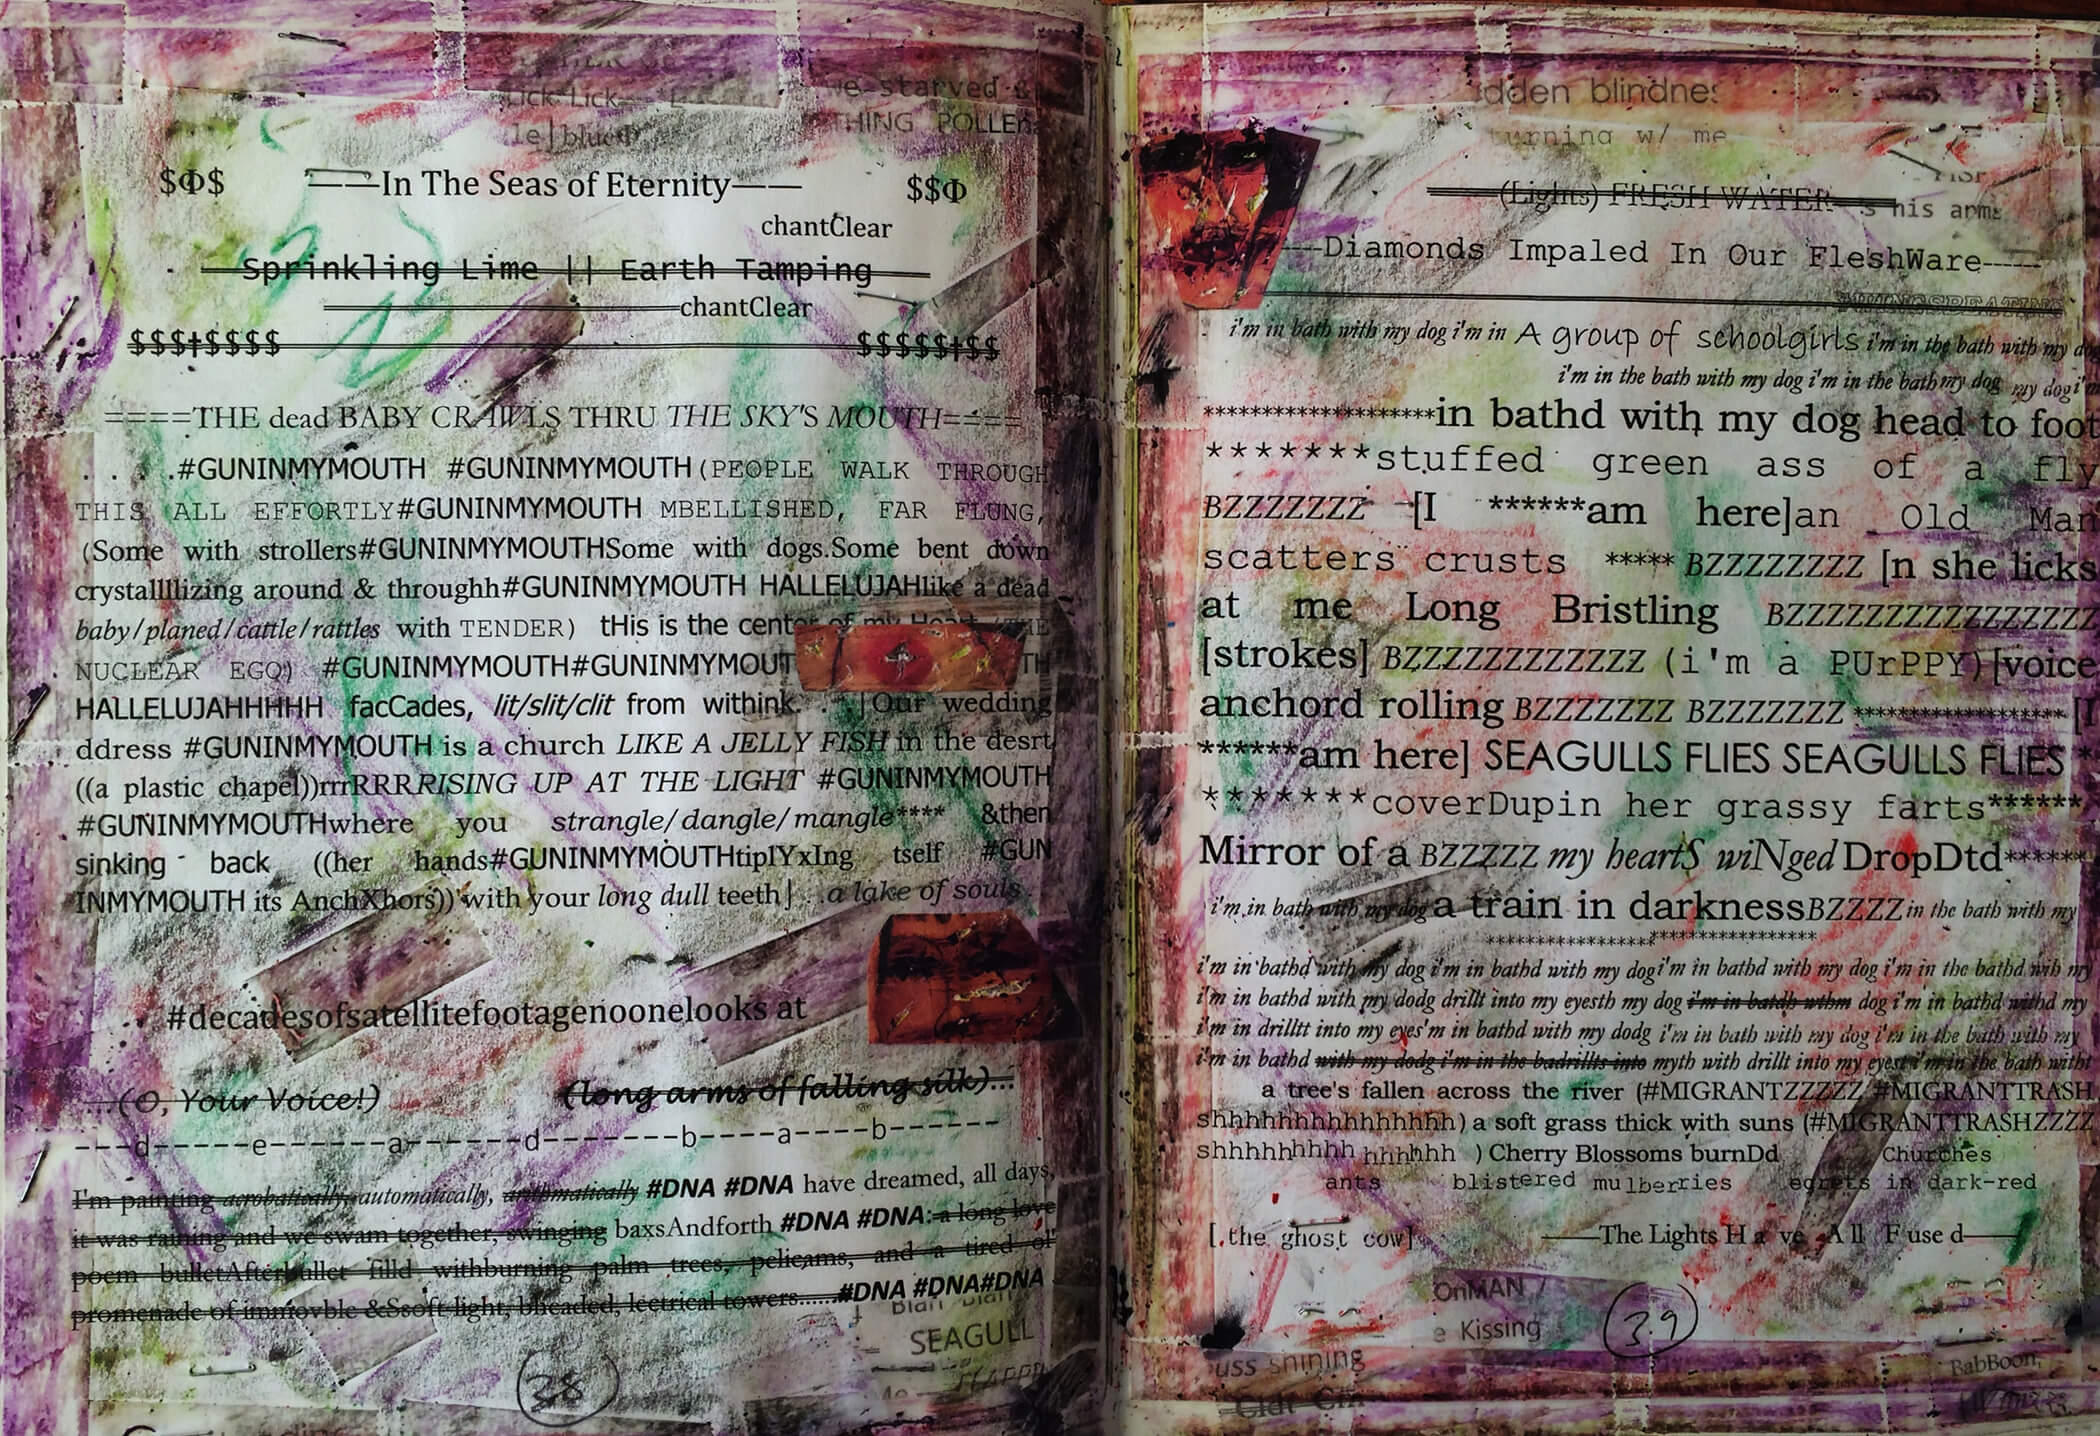 Lick Lick
we starved &
le|blued
THING POLLEn
$Φ$ ——In The Seas of Eternity—— $$Φ
chantClear
Sprinkling Lime || Earth Tamping
chantClear
$$$†$$$$ $$$$$†$$
====THE dead BABY CRAWLS THRU THE SKY'S MOUTH====
. . . .#GUNINMYMOUTH #GUNINMYMOUTH(PEOPLE WALK THROUGH
THIS ALL EFFORTLY#GUNINMYMOUTH MBELLISHED, FAR FLUNG,
(Some with strollers#GUNINMYMOUTHSome with dogs.Some bent down
crystallllizing around & throughh#GUNINMYMOUTH HALLELUJAHlike a dead
baby/planed/cattle/rattles with TENDER) tHis is the center of my Heart (THE
NUCLEAR EGO) #GUNINMYMOUTH#GUNINMYMOUT TH
HALLELUJAHHHHH facCades, lit/slit/clit from withink. . . |Our wedding
ddress #GUNINMYMOUTH is a church LIKE A JELLY FISH in the desrt
((a plastic chapel))rrrRRRRRISING UP AT THE LIGHT #GUNINMYMOUTH
#GUNINMYMOUTHwhere you strangle/dangle/mangle**** &then
sinking back ((her hands#GUNINMYMOUTHtipIYxIng tself #GUN
INMYMOUTH its AnchXhors)) with your long dull teeth| . .a lake of souls .
. . #decadesofsatellitefootagenoonelooks at
...(O, Your Voice!) (long arms of falling silk)...
---d-----e------a------d-------b----a---b------
I'm painting acrobatically, automatically, arithmatically #DNA #DNA have dreamed, all days,
it was raining and we swam together, swinging baxsAndforth #DNA #DNA: a long love
poem bulletAfterbullet filld withburning palm trees, pelicams, and a tired ol'
promenade of immovble &Ssoft light, bheaded, lectrical towers......#DNA #DNA#DNA
Blah Blah
SEAGULL
38
dden blindnes
turning w/ me
(Lights) FRESH WATER
s his arms
---Diamonds Impaled In Our FleshWare-----
i'm in bath with my dog i'm in A group of schoolgirls i'm in the bath with my do
i'm in the bath with my dog i'm in the bath my dog my dog i'
********************in bathd with my dog head to foot
*******stuffed green ass of a fly
BZZZZZZZ -[I ******am here]an Old Man
scatters crusts ***** BZZZZZZZZ [n she licks
at me Long Bristling BZZZZZZZZZZZZZZZ
[strokes] BZZZZZZZZZZZZ (i'm a PUrPPY)[voice
anchord rolling BZZZZZZZ BZZZZZZZ ******************** [I
******am here] SEAGULLS FLIES SEAGULLS FLIES *
*******coverDupin her grassy farts******
Mirror of a BZZZZZ my heartS wiNged DropDtd******
i'm in bath with my dog a train in darknessBZZZZ in the bath with my
**********************************
i'm in bathd with my dog i'm in bathd with my dogi'm in bathd with my dog i'm in the bathd wih my
i'm in bathd with my dodg drillt into my eyesth my dog i'm in batdh wthm dog i'm in bathd withd my
i'm in drilltt into my eyes'm in bathd with my dodg i'm in bath with my dog i'm in the bath with my
i'm in bathd with my dodg i'm in the badrillts into myth with drillt into my eyest i'm in the bath witht
a tree's fallen across the river (#MIGRANTZZZZZ #MIGRANTTRASH
shhhhhhhhhhhhhhh) a soft grass thick with suns (#MIGRANTTRASHZZZZ
shhhhhhhhh hhhhhh ) Cherry Blossoms burnDd Churches
ants blistered mulberries egrets in dark-red
[.the ghost cow] ——The Lights Ha ve All Fuse d——
OnMAN /
e Kissing
39
uss shining
BabBoon,